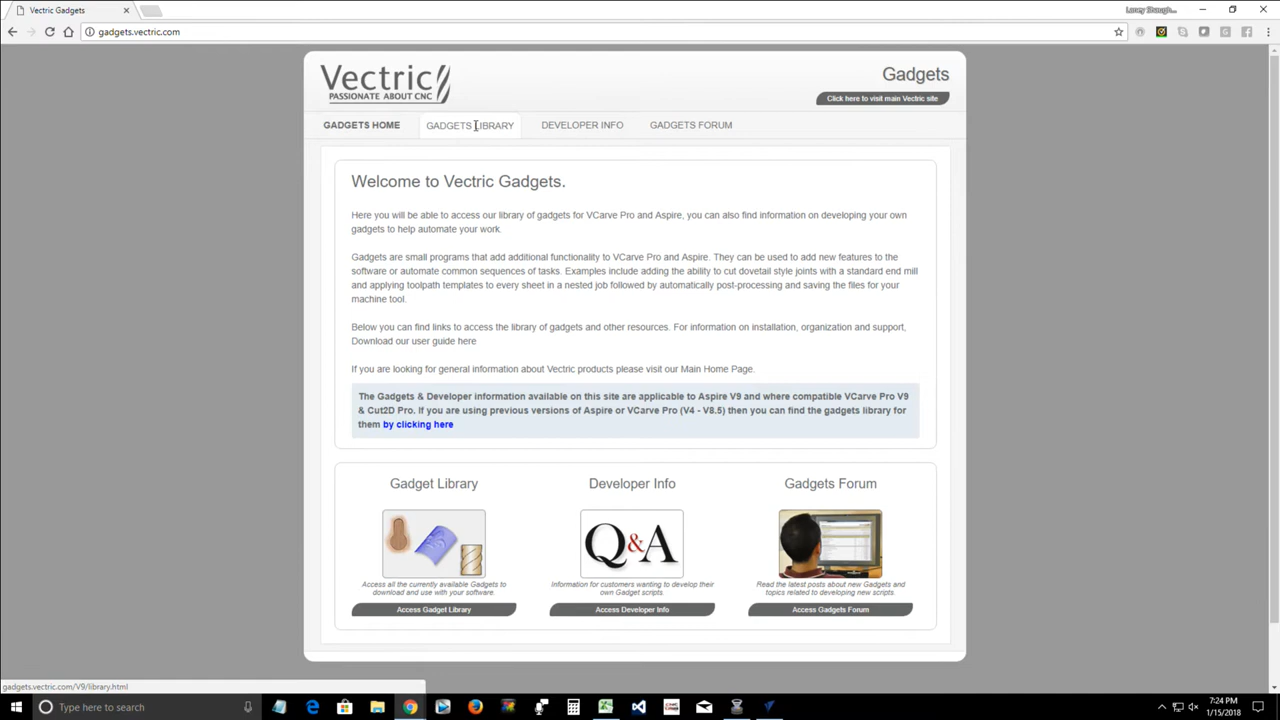 Vectric Gadgets
gadgets.vectric.com
Vectric
PASSIONATE ABOUT CNC
Gadgets
Click here to visit main Vectric site
GADGETS HOME
GADGETS LIBRARY
DEVELOPER INFO
GADGETS FORUM
Welcome to Vectric Gadgets.
Here you will be able to access our library of gadgets for VCarve Pro and Aspire, you can also find information on developing your own
gadgets to help automate your work.
Gadgets are small programs that add additional functionality to VCarve Pro and Aspire. They can be used to add new features to the
software or automate common sequences of tasks. Examples include adding the ability to cut dovetail style joints with a standard end mill
and applying toolpath templates to every sheet in a nested job followed by automatically post-processing and saving the files for your
machine tool.
Below you can find links to access the library of gadgets and other resources. For information on installation, organization and support,
Download our user guide here
If you are looking for general information about Vectric products please visit our Main Home Page.
The Gadgets & Developer information available on this site are applicable to Aspire V9 and where compatible VCarve Pro V9
& Cut2D Pro. If you are using previous versions of Aspire or VCarve Pro (V4 - V8.5) then you can find the gadgets library for
them by clicking here
Gadget Library
Developer Info
Gadgets Forum
Q&A
Access all the currently available Gadgets to
download and use with your software.
Information for customers wanting to develop their
own Gadget scripts.
Read the latest posts about new Gadgets and
topics related to developing new scripts.
Access Gadget Library
Access Developer Info
Access Gadgets Forum
gadgets.vectric.com/V9/library.html
Type here to search
7:24 PM
1/15/2018